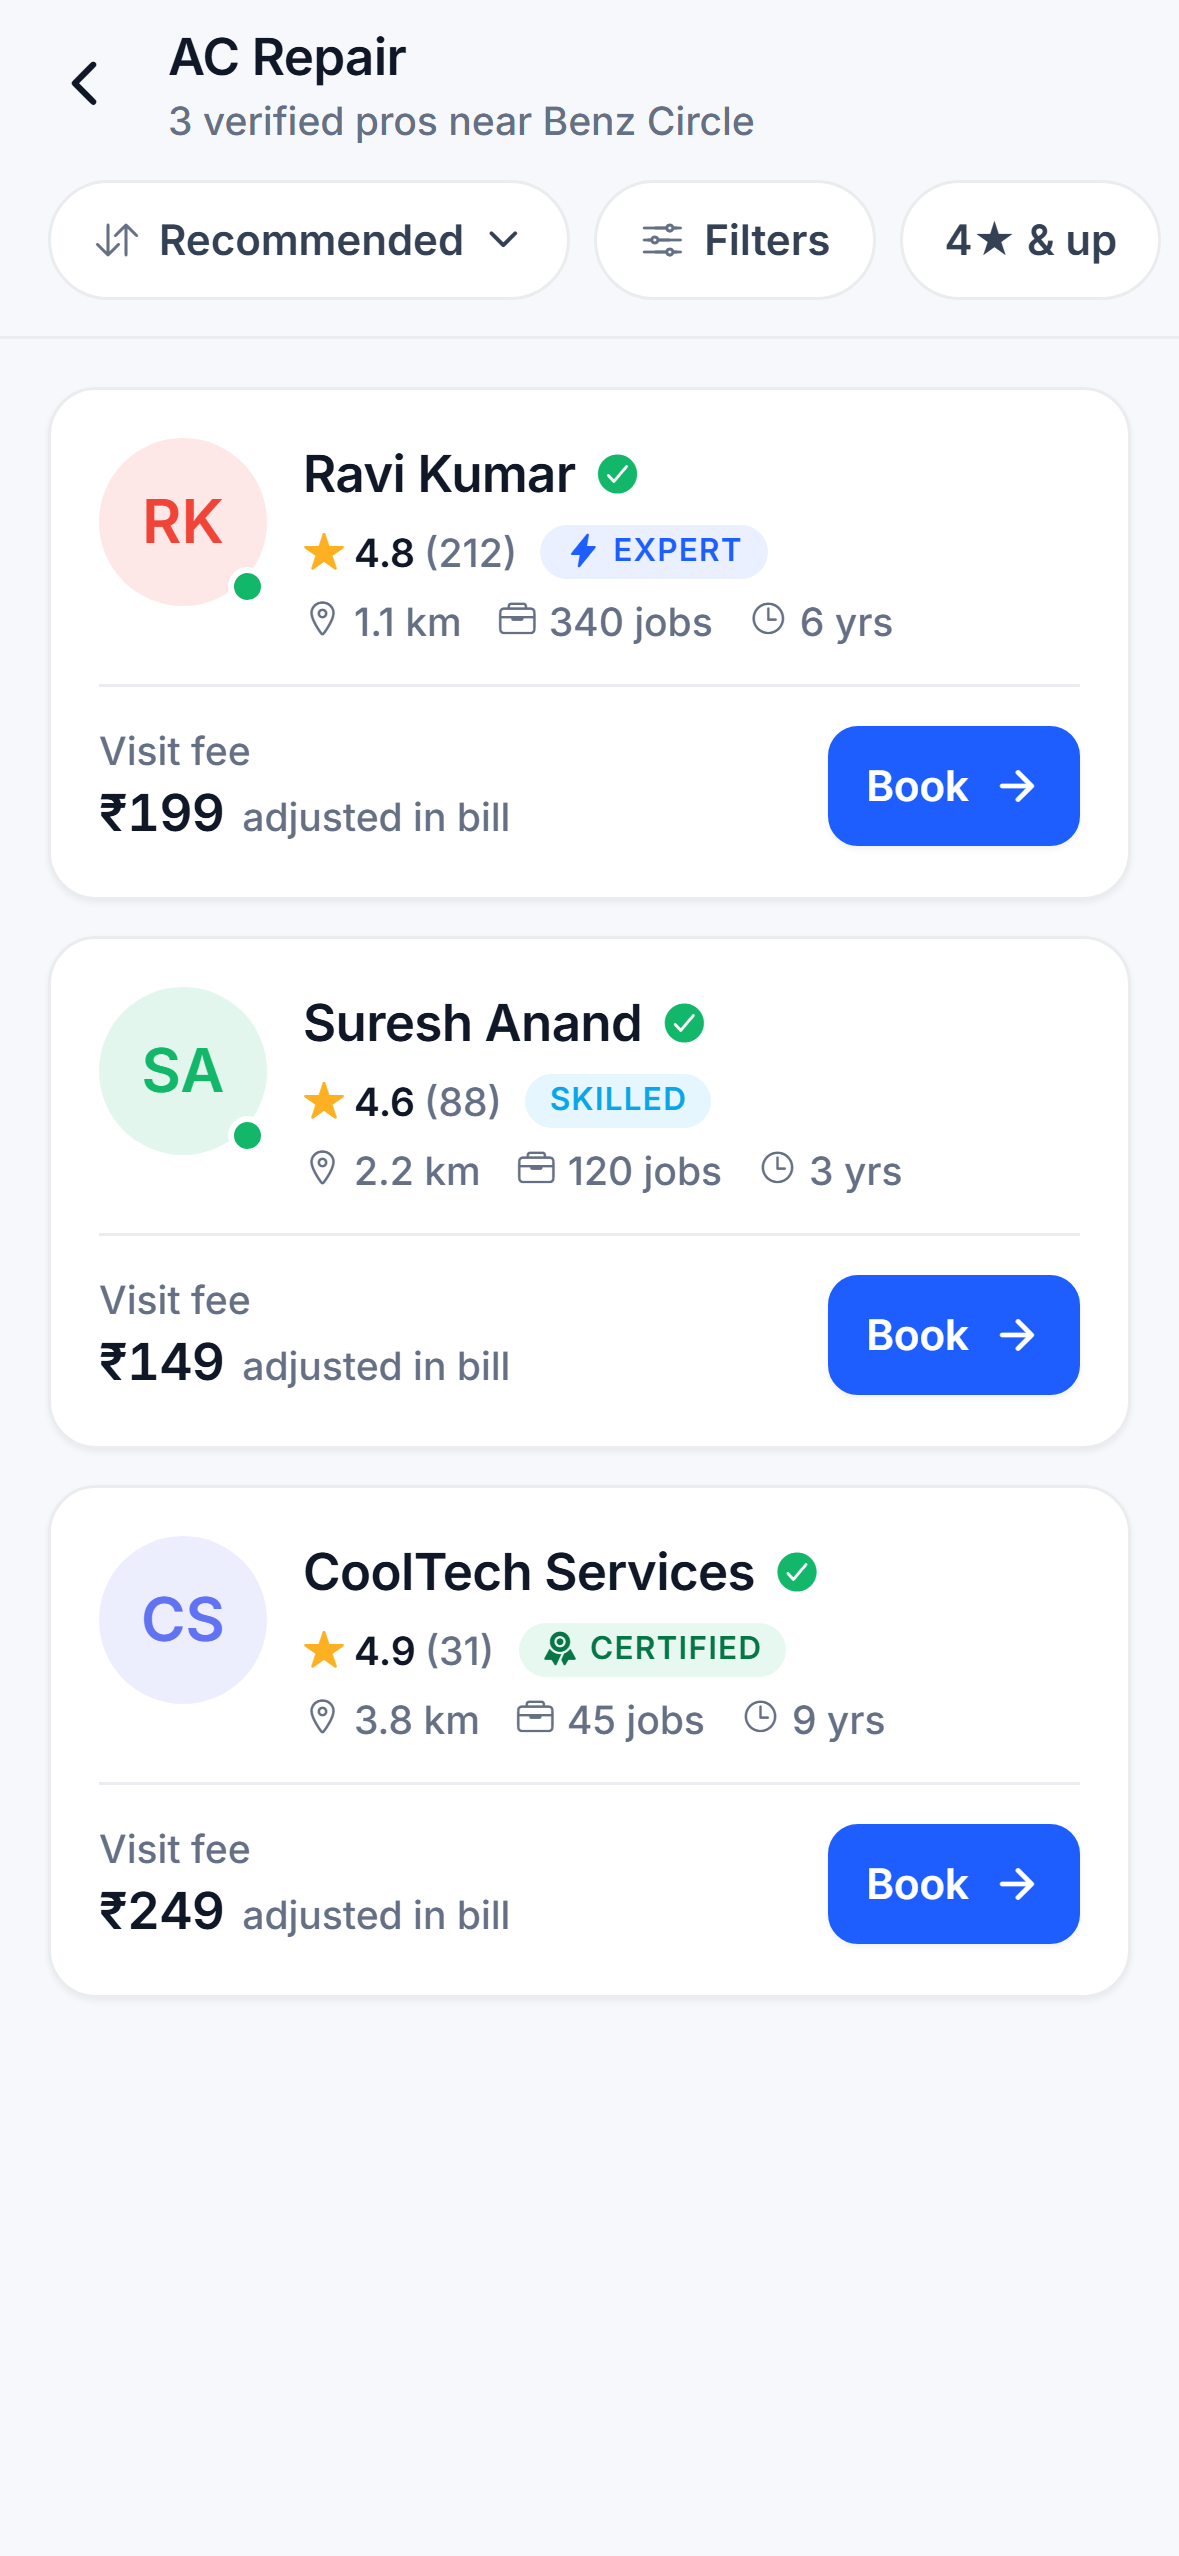 AC Repair
3 verified pros near Benz Circle
Recommended
Filters
4★ & up
RK
Ravi Kumar
4.8 (212)
EXPERT
1.1 km
340 jobs
6 yrs
Visit fee
₹199 adjusted in bill
Book
SA
Suresh Anand
4.6 (88)
SKILLED
2.2 km
120 jobs
3 yrs
Visit fee
₹149 adjusted in bill
Book
CS
CoolTech Services
4.9 (31)
CERTIFIED
3.8 km
45 jobs
9 yrs
Visit fee
₹249 adjusted in bill
Book